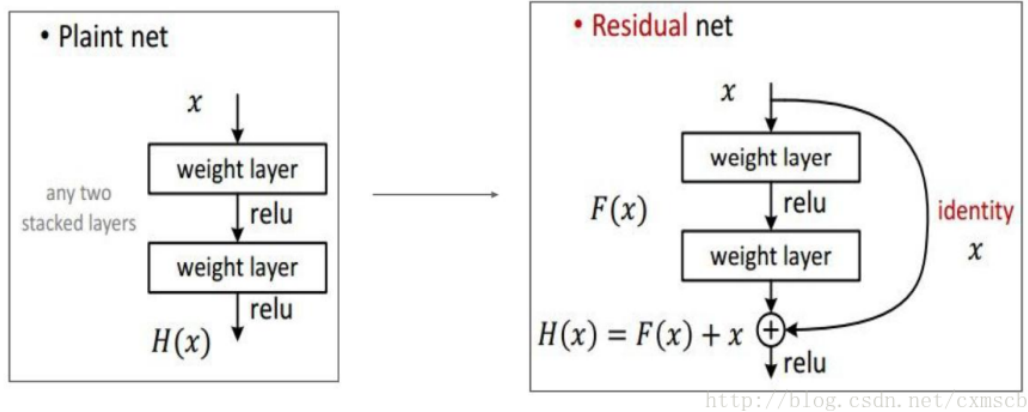 • Plaint net
x
weight layer
any two
stacked layers
relu
weight layer
relu
H(x)
• Residual net
x
weight layer
F(x)
relu
identity
x
weight layer
H(x) = F(x) + x
+
relu
http://blog.csdn.net/cxmscb